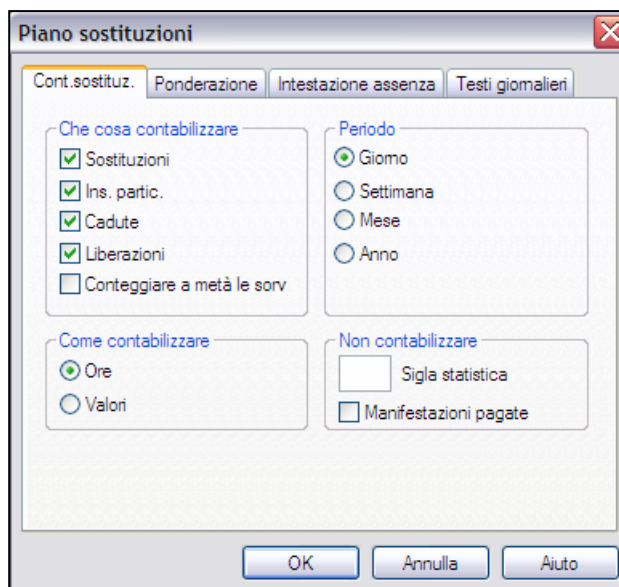 Piano sostituzioni
Cont.sostituz. Ponderazione Intestazione assenza Testi giornalieri
Che cosa contabilizzare
Sostituzioni
Ins. partic.
Cadute
Liberazioni
Conteggiare a metà le sorv
Periodo
Giorno
Settimana
Mese
Anno
Come contabilizzare
Ore
Valori
Non contabilizzare
Sigla statistica
Manifestazioni pagate
OK Annulla Aiuto